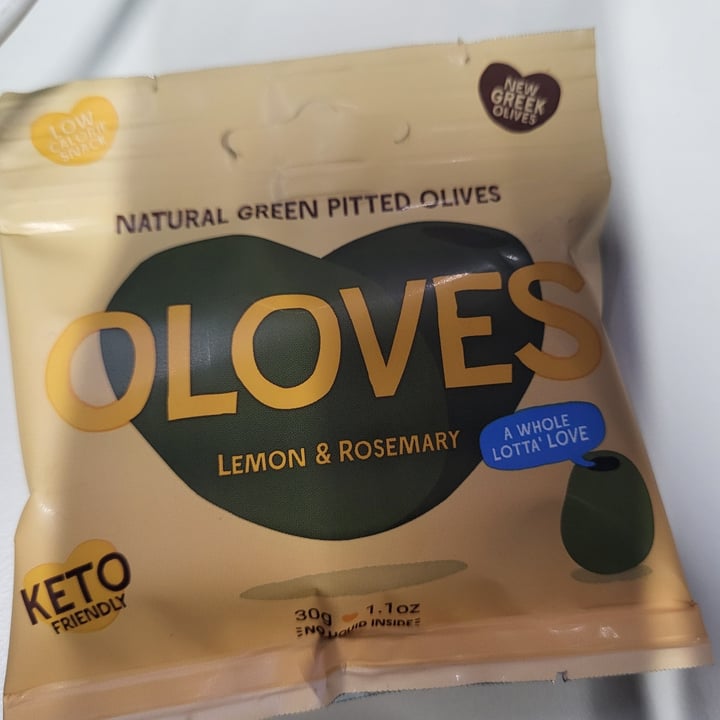 LOW
CALORIE
SNACK
NEW
GREEK
OLIVES
NATURAL GREEN PITTED OLIVES
OLOVES
LEMON & ROSEMARY
A WHOLE
LOTTA' LOVE
KETO
FRIENDLY
30g 1.1oz
NO LIQUID INSIDE